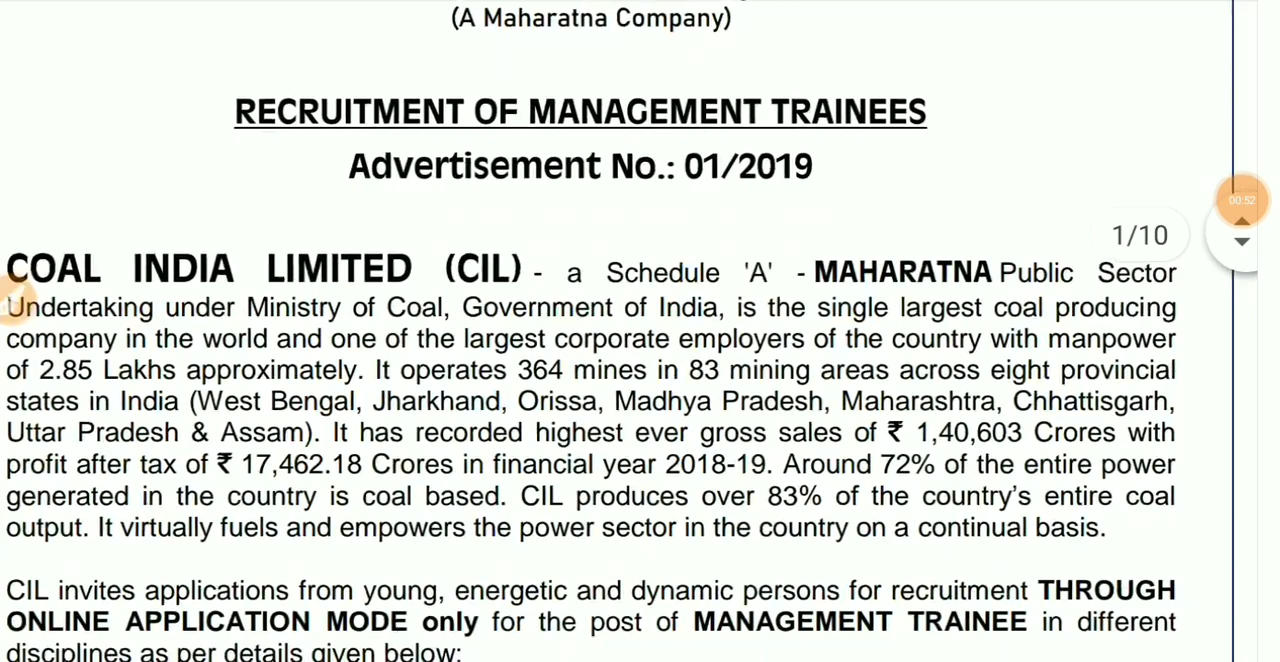 (A Maharatna Company)
RECRUITMENT OF MANAGEMENT TRAINEES
Advertisement No.: 01/2019
00:52
1/10
COAL INDIA LIMITED (CIL) - a Schedule 'A' - MAHARATNA Public Sector
Undertaking under Ministry of Coal, Government of India, is the single largest coal producing
company in the world and one of the largest corporate employers of the country with manpower
of 2.85 Lakhs approximately. It operates 364 mines in 83 mining areas across eight provincial
states in India (West Bengal, Jharkhand, Orissa, Madhya Pradesh, Maharashtra, Chhattisgarh,
Uttar Pradesh & Assam). It has recorded highest ever gross sales of ₹ 1,40,603 Crores with
profit after tax of ₹ 17,462.18 Crores in financial year 2018-19. Around 72% of the entire power
generated in the country is coal based. CIL produces over 83% of the country’s entire coal
output. It virtually fuels and empowers the power sector in the country on a continual basis.
CIL invites applications from young, energetic and dynamic persons for recruitment THROUGH
ONLINE APPLICATION MODE only for the post of MANAGEMENT TRAINEE in different
disciplines as per details given below: